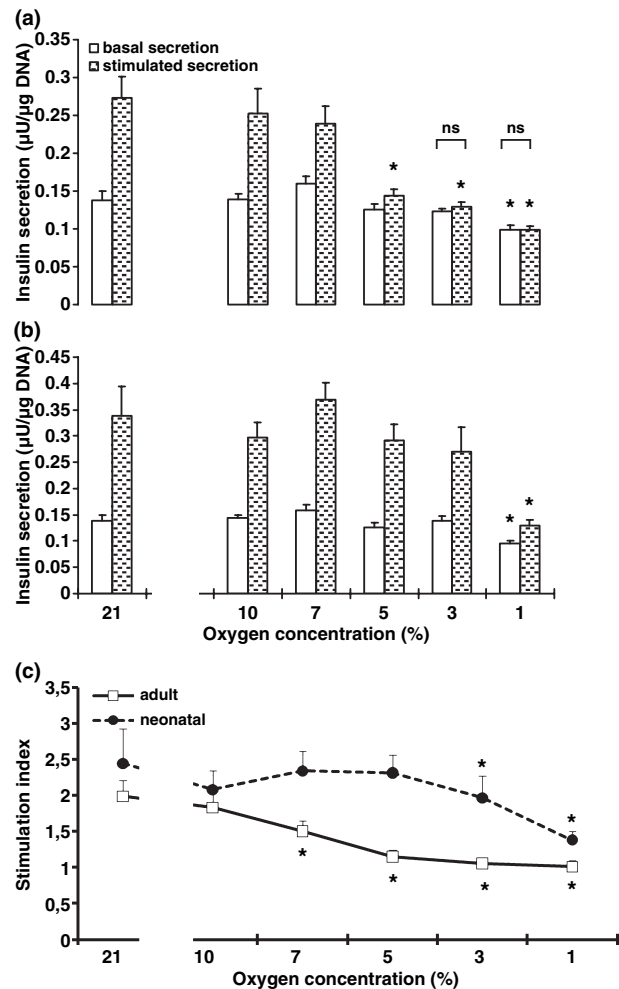 (a)
basal secretion
stimulated secretion
Insulin secretion (µU/µg DNA)
0.35
0.3
0.25
0.2
0.15
0.1
0.05
0
* ns * ns * *
(b)
Insulin secretion (µU/µg DNA)
0.45
0.4
0.35
0.3
0.25
0.2
0.15
0.1
0.05
0
* *
21 10 7 5 3 1
Oxygen concentration (%)
(c)
adult
neonatal
Stimulation index
3,5
3
2,5
2
1,5
1
0,5
0
* *
* * * *
21 10 7 5 3 1
Oxygen concentration (%)